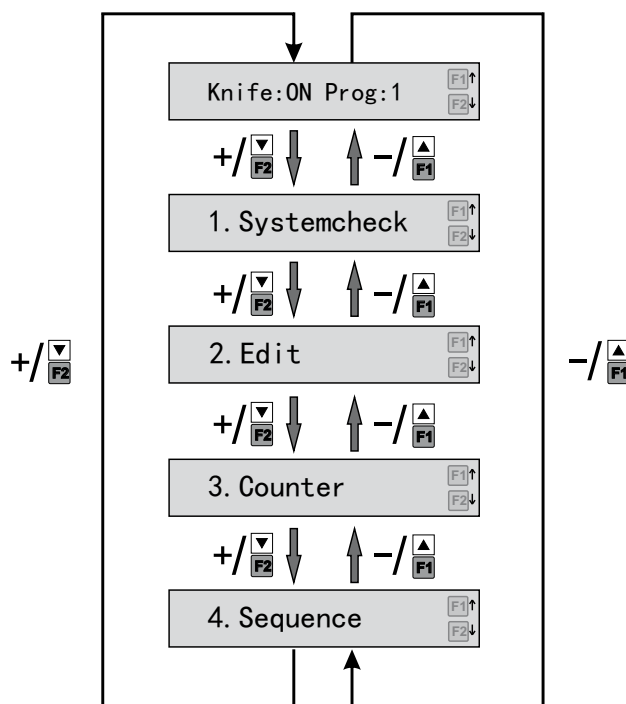 Knife:ON Prog:1 F1↑
F2↓
+/▼ F2 -/▲ F1
1.Systemcheck F1↑
F2↓
+/▼ F2 -/▲ F1
2.Edit F1↑
F2↓
+/▼ F2 -/▲ F1
+/▼ F2 -/▲ F1
3.Counter F1↑
F2↓
+/▼ F2 -/▲ F1
4.Sequence F1↑
F2↓